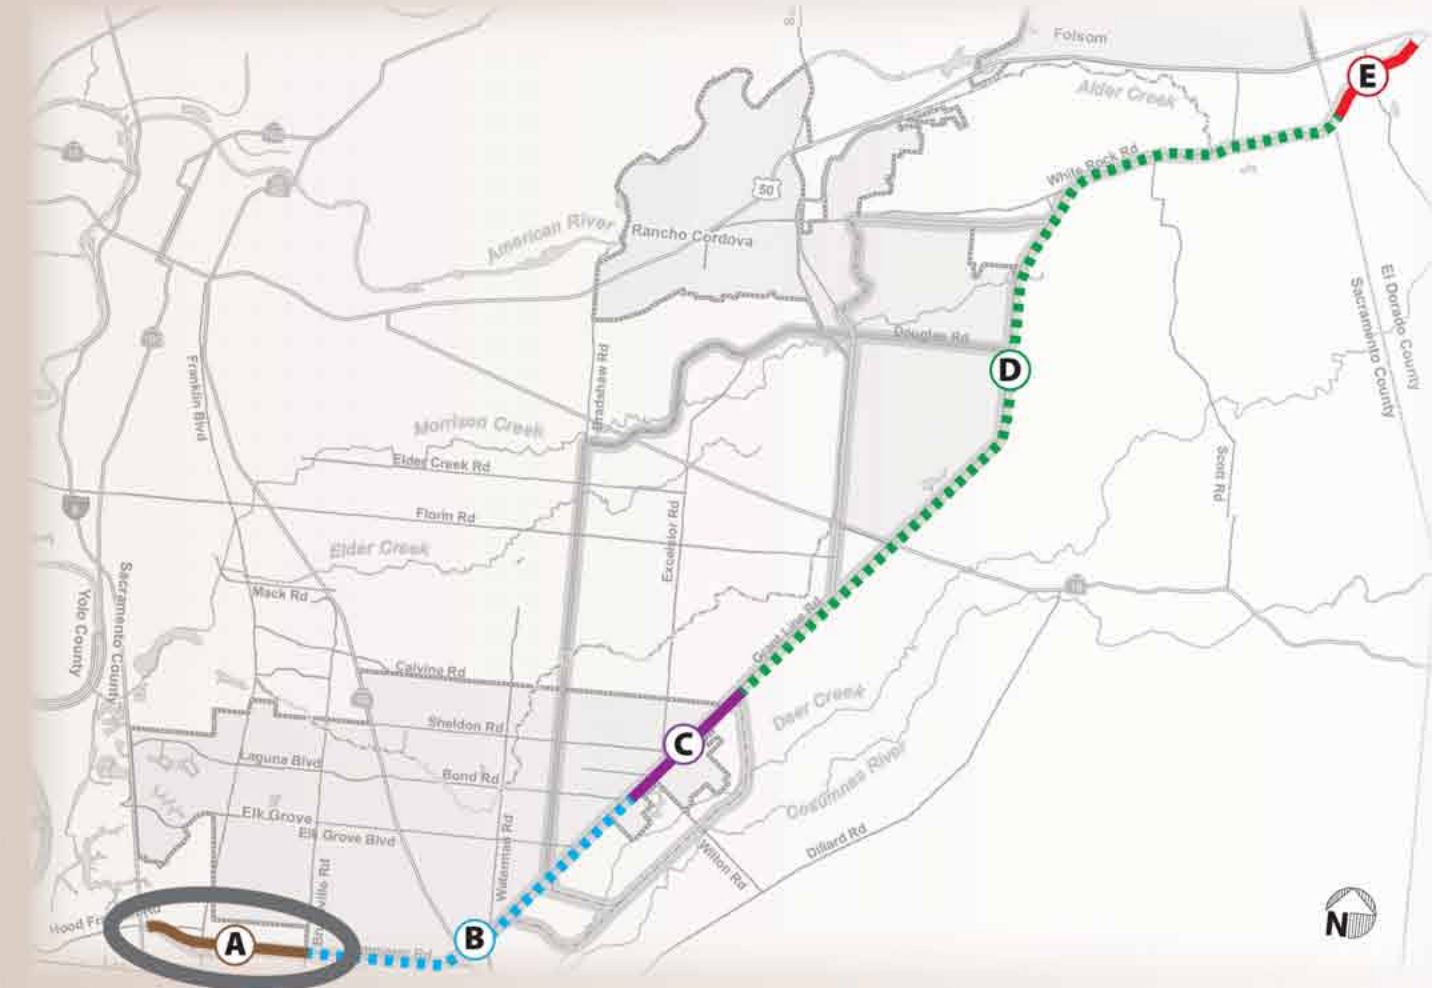 Folsom
E
Alder Creek
White Rock Rd
50
American River
Rancho Cordova
El Dorado County
Sacramento County
Douglas Rd
D
Franklin Blvd
Bradshaw Rd
Morrison Creek
Elder Creek Rd
Scott Rd
Florin Rd
Excelsior Rd
Elder Creek
Yolo County
Sacramento County
Mack Rd
Grant Line Rd
Calvine Rd
Deer Creek
Sheldon Rd
C
Laguna Blvd
Bond Rd
Cosumnes River
Elk Grove
Elk Grove Blvd
Waterman Rd
Wilton Rd
Dillard Rd
Hood
A
B
N